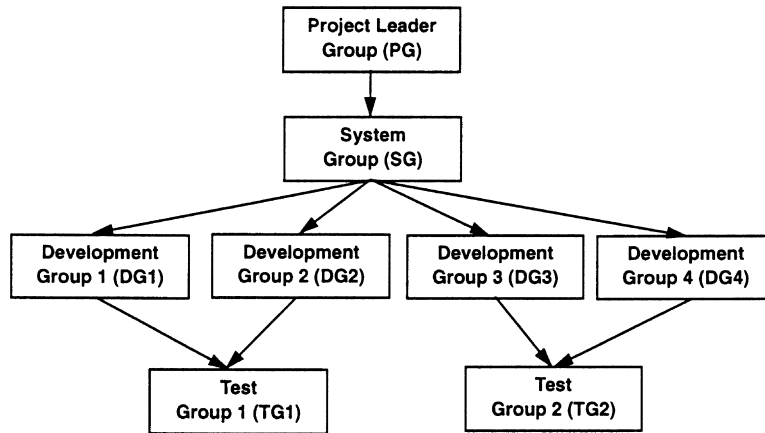 Project Leader
Group (PG)
System
Group (SG)
Development
Group 1 (DG1)
Development
Group 2 (DG2)
Development
Group 3 (DG3)
Development
Group 4 (DG4)
Test
Group 1 (TG1)
Test
Group 2 (TG2)